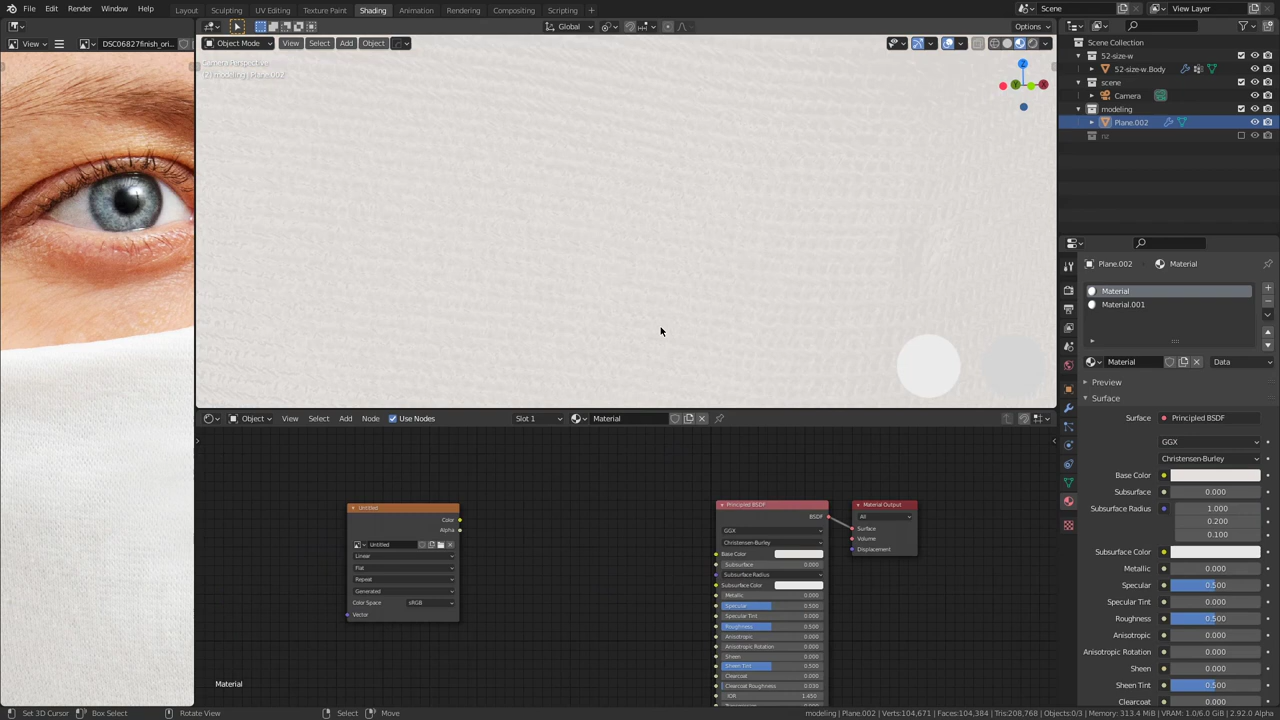 File Edit Render Window Help Layout Sculpting UV Editing Texture Paint Shading Animation Rendering Compositing Scripting + Scene View Layer
Global Options
View DSC06827finish_ori... Object Mode View Select Add Object
Camera Perspective
(2) modeling | Plane.002
Z
Y X
Scene Collection
52-size-w
52-size-w.Body
scene
Camera
modeling
Plane.002
Plane.002 Material
Material
Material.001
Material Data
Preview
Surface
Surface Principled BSDF
GGX
Christensen-Burley
Base Color
Subsurface 0.000
Subsurface Radius 1.000
0.200
0.100
Subsurface Color
Metallic 0.000
Specular 0.500
Specular Tint 0.000
Roughness 0.500
Anisotropic 0.000
Anisotropic Rotation 0.000
Sheen 0.000
Sheen Tint 0.500
Clearcoat 0.000
Object View Select Add Node Use Nodes Slot 1 Material
Untitled
Color
Alpha
Untitled
Linear
Flat
Repeat
Generated
Color Space sRGB
Vector
Principled BSDF
BSDF
GGX
Christensen-Burley
Base Color
Subsurface 0.000
Subsurface Radius
Subsurface Color
Metallic 0.000
Specular 0.500
Specular Tint 0.000
Roughness 0.500
Anisotropic 0.000
Anisotropic Rotation 0.000
Sheen 0.000
Sheen Tint 0.500
Clearcoat 0.000
Clearcoat Roughness 0.030
IOR 1.450
Material Output
All
Surface
Volume
Displacement
Material
Set 3D Cursor Box Select Rotate View Select Move modeling | Plane.002 | Verts:104,671 | Faces:104,384 | Tris:208,768 | Objects:0/3 | Memory: 313.4 MiB | VRAM: 1.0/6.0 GiB | 2.92.0 Alpha